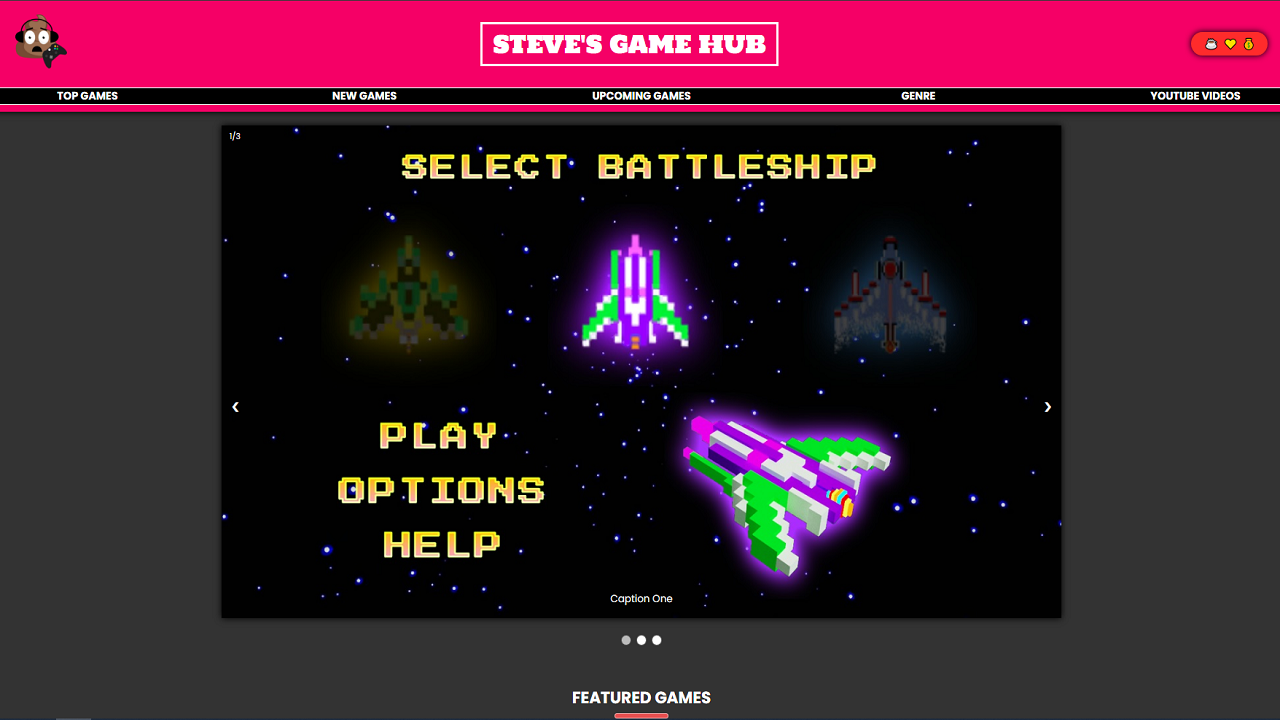 STEVE'S GAME HUB
TOP GAMES NEW GAMES UPCOMING GAMES GENRE YOUTUBE VIDEOS
1/3
SELECT BATTLESHIP
❮ ❯
PLAY
OPTIONS
HELP
Caption One
FEATURED GAMES